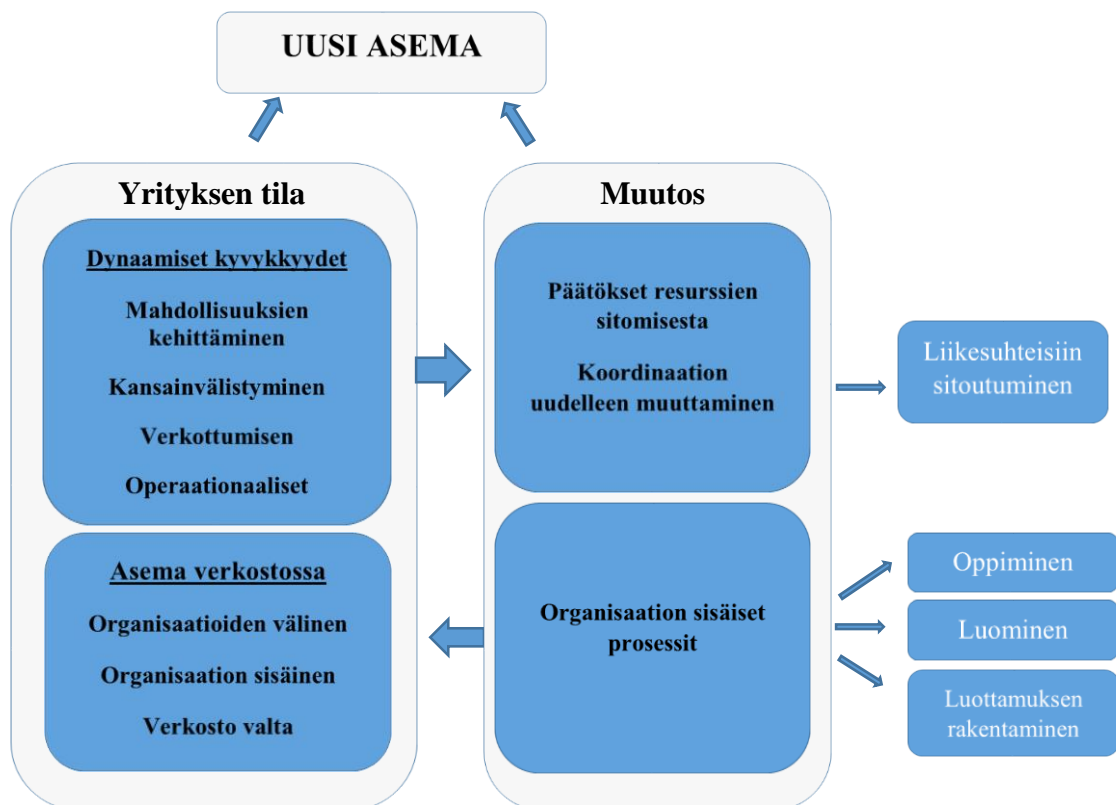 UUSI ASEMA
Yrityksen tila
Dynaamiset kyvykkyydet
Mahdollisuuksien
kehittäminen
Kansainvälistyminen
Verkottumisen
Operaationaaliset
Asema verkostossa
Organisaatioiden välinen
Organisaation sisäinen
Verkosto valta
Muutos
Päätökset resurssien
sitomisesta
Koordinaation
uudelleen muuttaminen
Organisaation sisäiset
prosessit
Liikesuhteisiin
sitoutuminen
Oppiminen
Luominen
Luottamuksen
rakentaminen